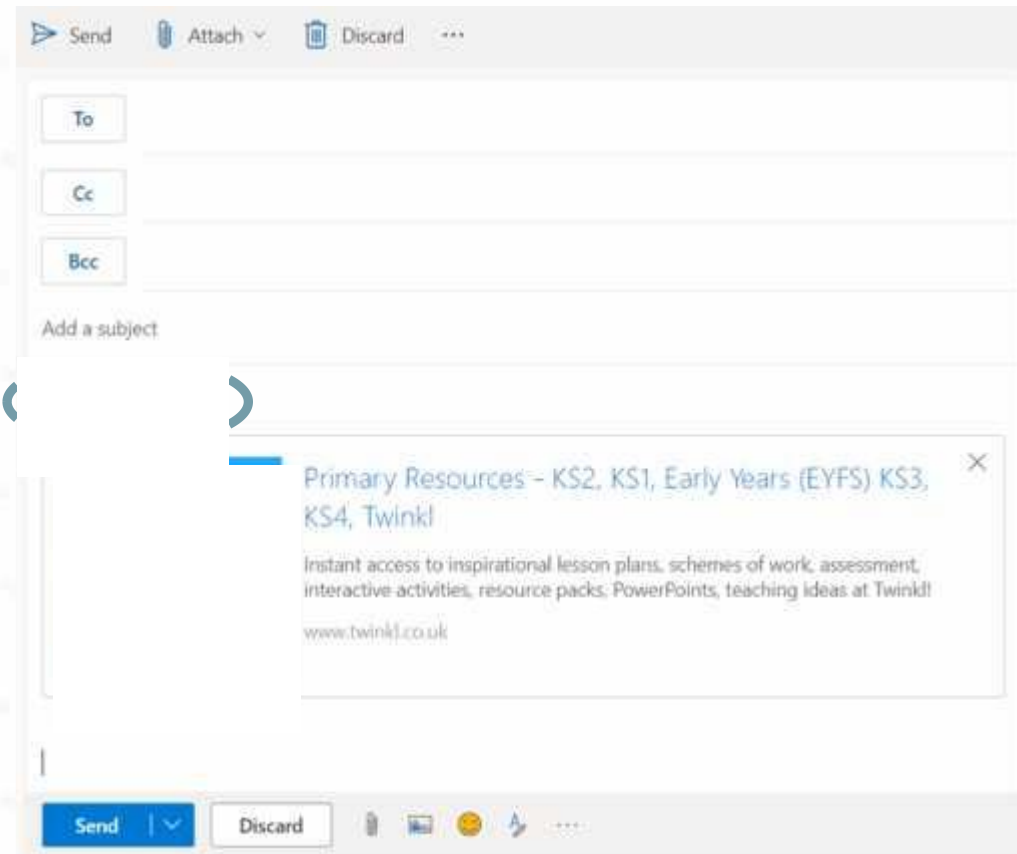 Send Attach Discard ...
To
Cc
Bcc
Add a subject
Primary Resources - KS2, KS1, Early Years (EYFS) KS3,
KS4, Twinkl
Instant access to inspirational lesson plans, schemes of work, assessment,
interactive activities, resource packs, PowerPoints, teaching ideas at Twinkl!
www.twinkl.co.uk
Send Discard ...